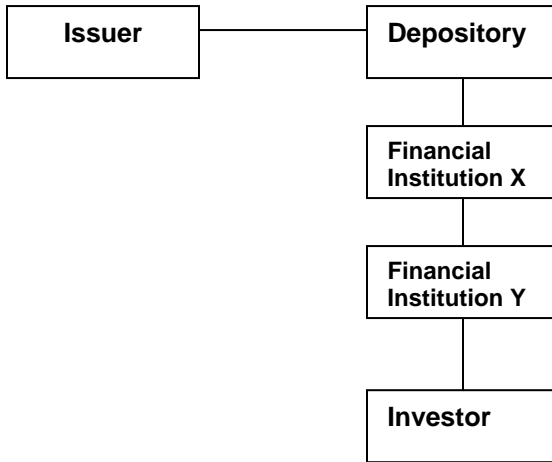 Issuer
Depository
Financial
Institution X
Financial
Institution Y
Investor